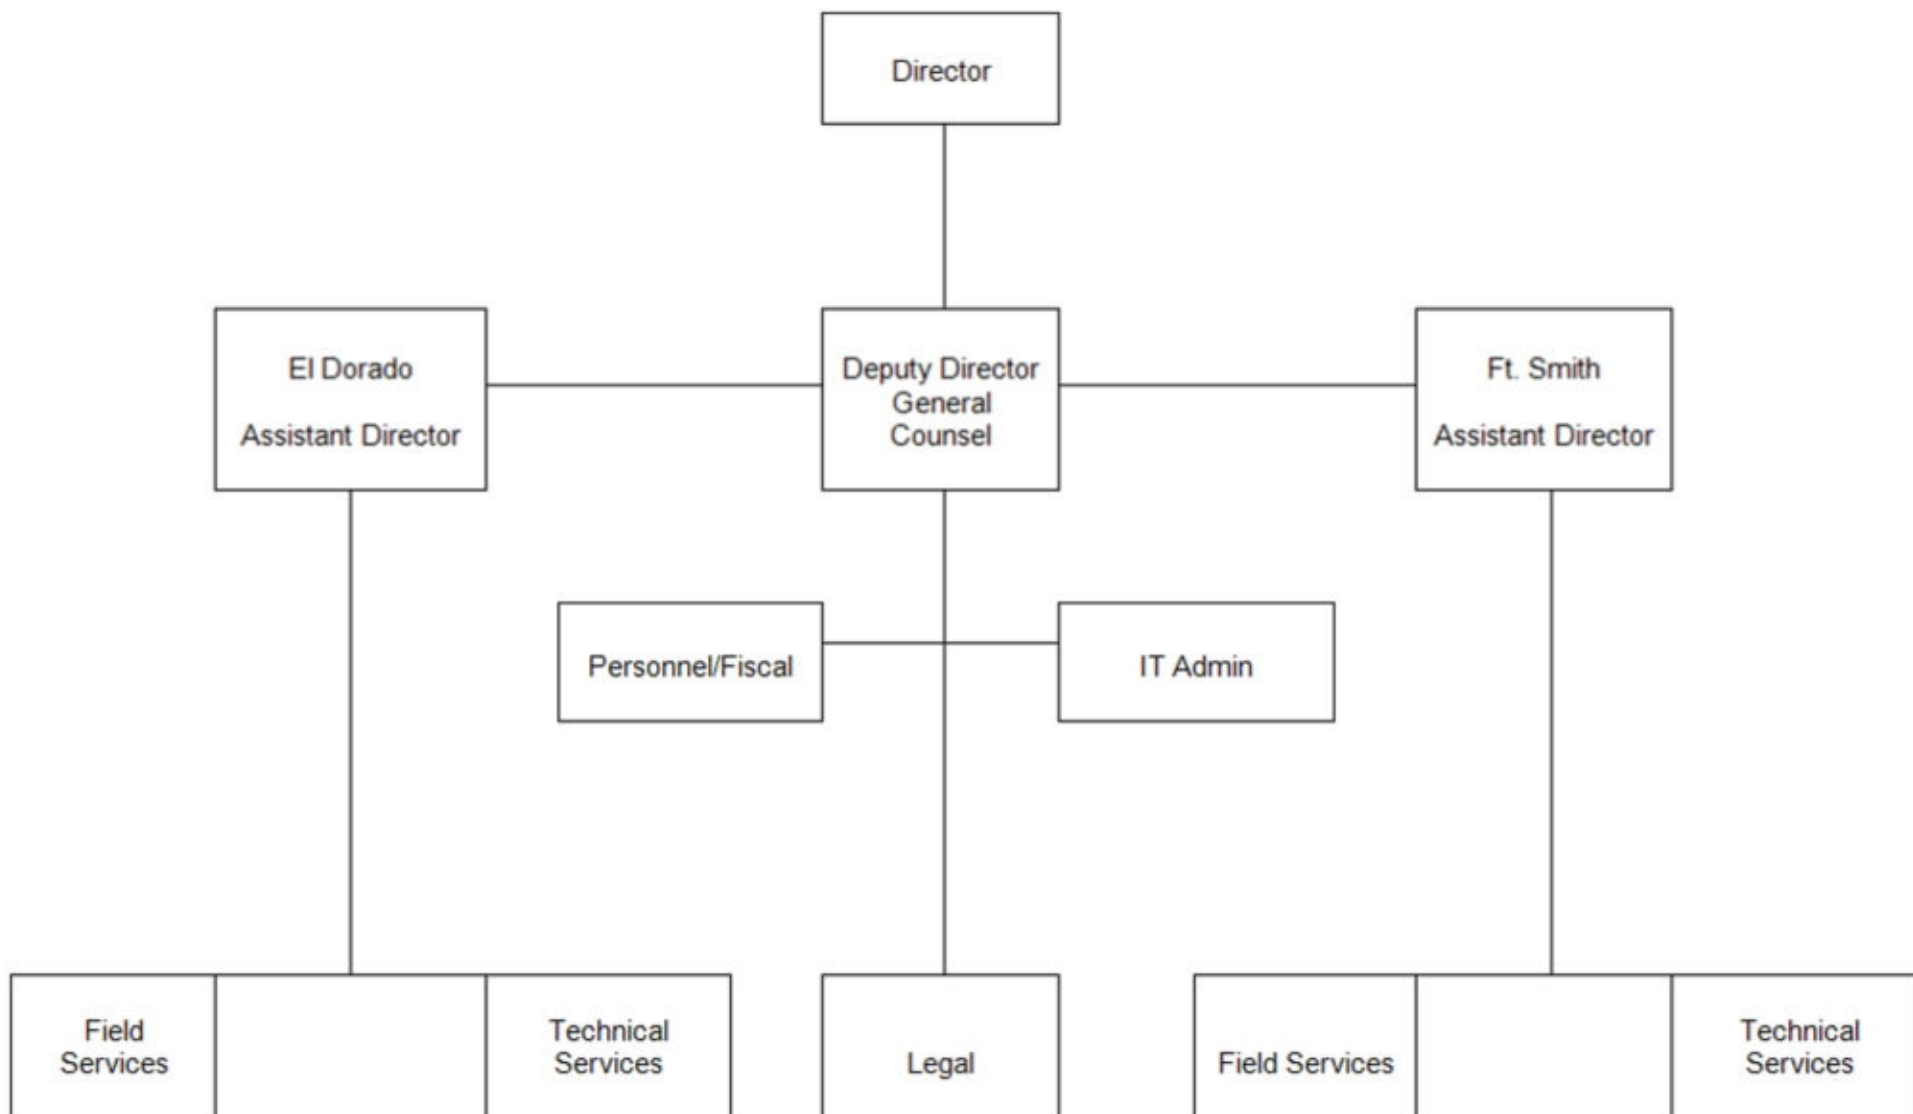 Director
El Dorado
Assistant Director
Deputy Director
General
Counsel
Ft. Smith
Assistant Director
Personnel/Fiscal
IT Admin
Field
Services
Technical
Services
Legal
Field Services
Technical
Services